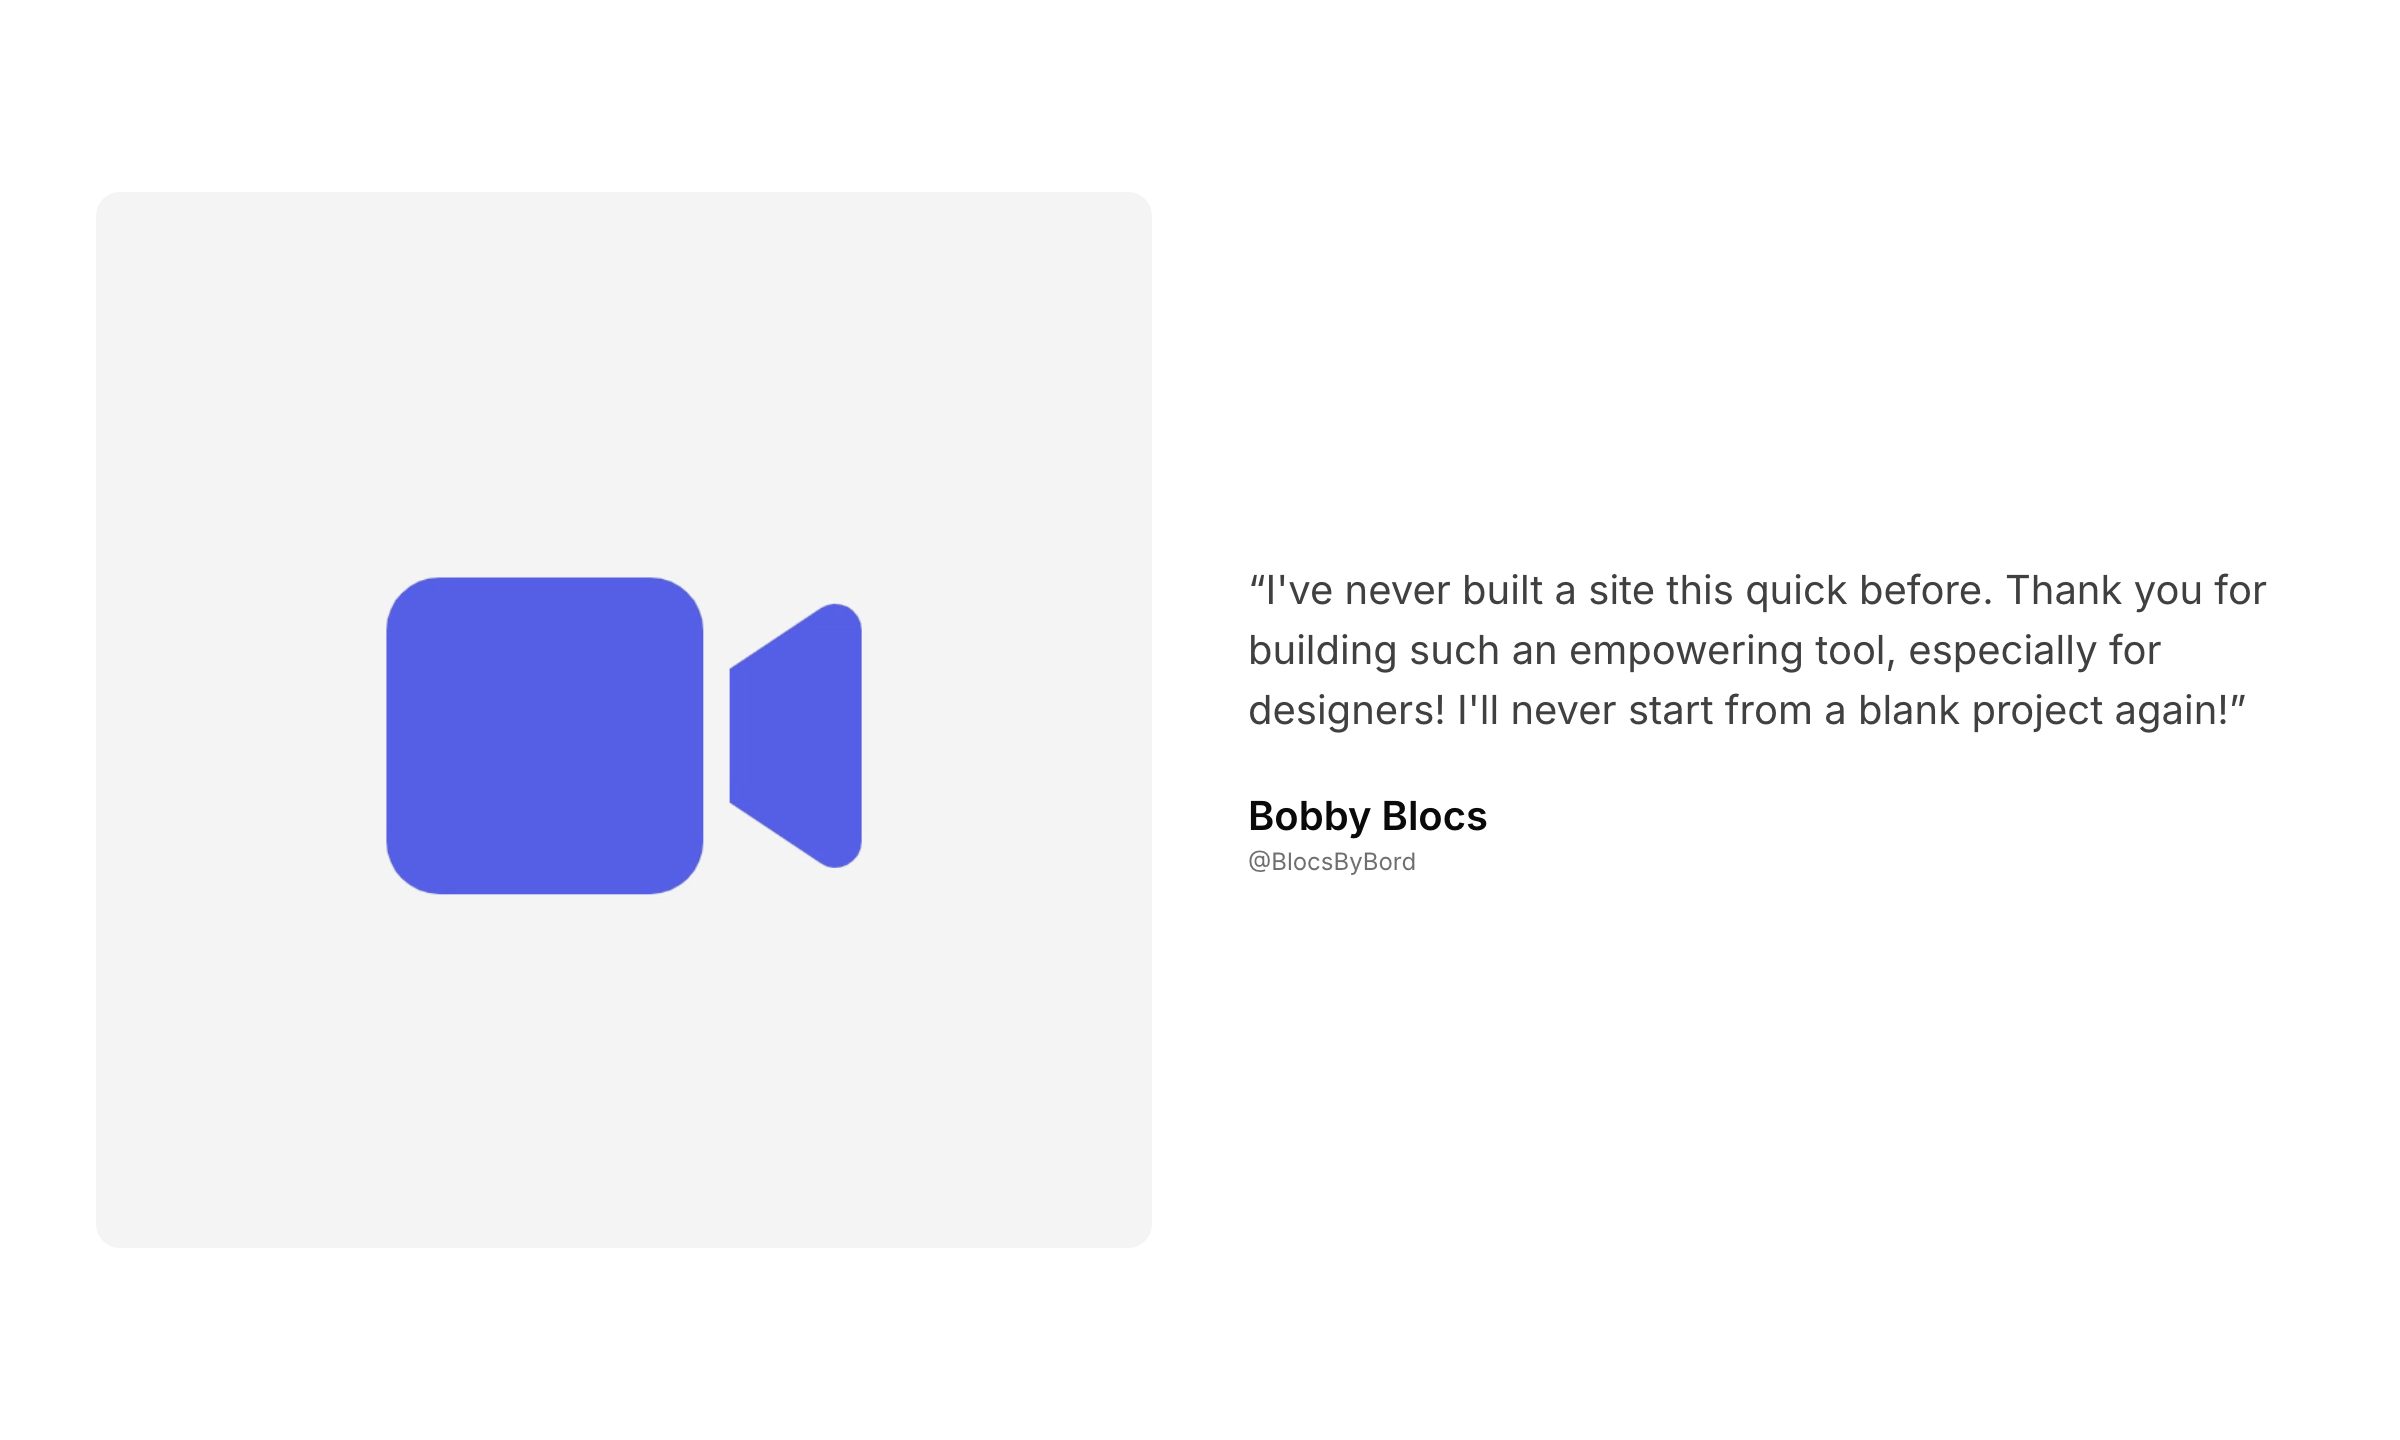 “I've never built a site this quick before. Thank you for
building such an empowering tool, especially for
designers! I'll never start from a blank project again!”
Bobby Blocs
@BlocsByBord